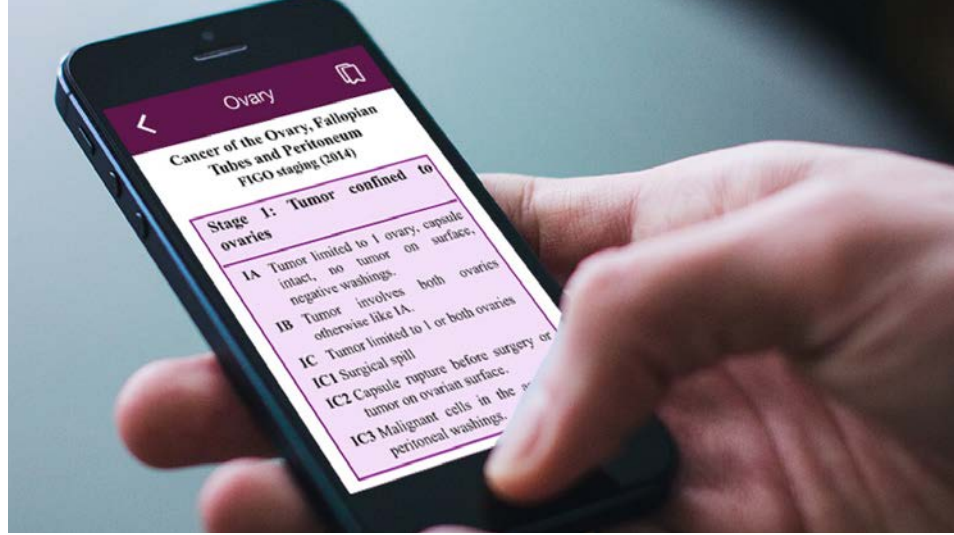 Ovary
Cancer of the Ovary, Fallopian
Tubes and Peritoneum
FIGO staging (2014)
Stage 1: Tumor confined to
ovaries
IA Tumor limited to 1 ovary, capsule
intact, no tumor on surface,
negative washings.
IB Tumor involves both ovaries
otherwise like IA.
IC Tumor limited to 1 or both ovaries
IC1 Surgical spill
IC2 Capsule rupture before surgery or
tumor on ovarian surface.
IC3 Malignant cells in the
peritoneal washings.